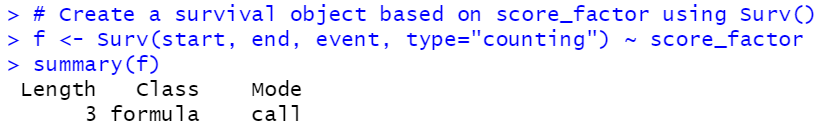 > # Create a survival object based on score_factor using Surv()
> f <- Surv(start, end, event, type="counting") ~ score_factor
> summary(f)
 Length   Class    Mode
      3 formula    call